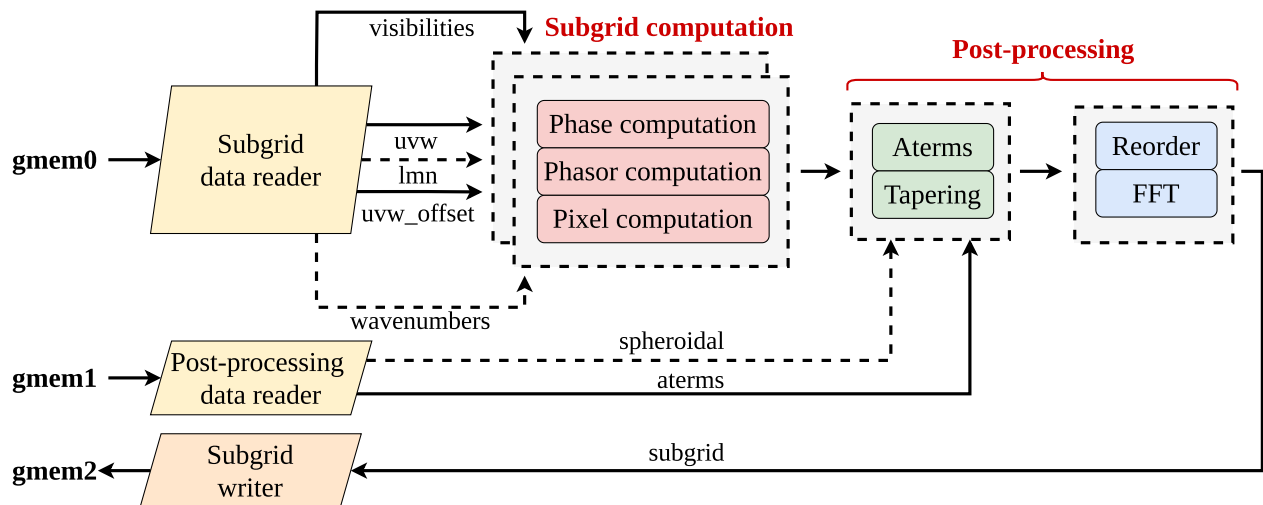 visibilities
Subgrid computation
Post-processing
gmem0
Subgrid
data reader
uvw
lmn
uvw_offset
wavenumbers
Phase computation
Phasor computation
Pixel computation
Aterms
Tapering
Reorder
FFT
gmem1
Post-processing
data reader
spheroidal
aterms
gmem2
Subgrid
writer
subgrid